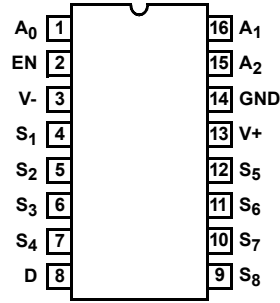 A0 1 16 A1
EN 2 15 A2
V- 3 14 GND
S1 4 13 V+
S2 5 12 S5
S3 6 11 S6
S4 7 10 S7
D 8 9 S8